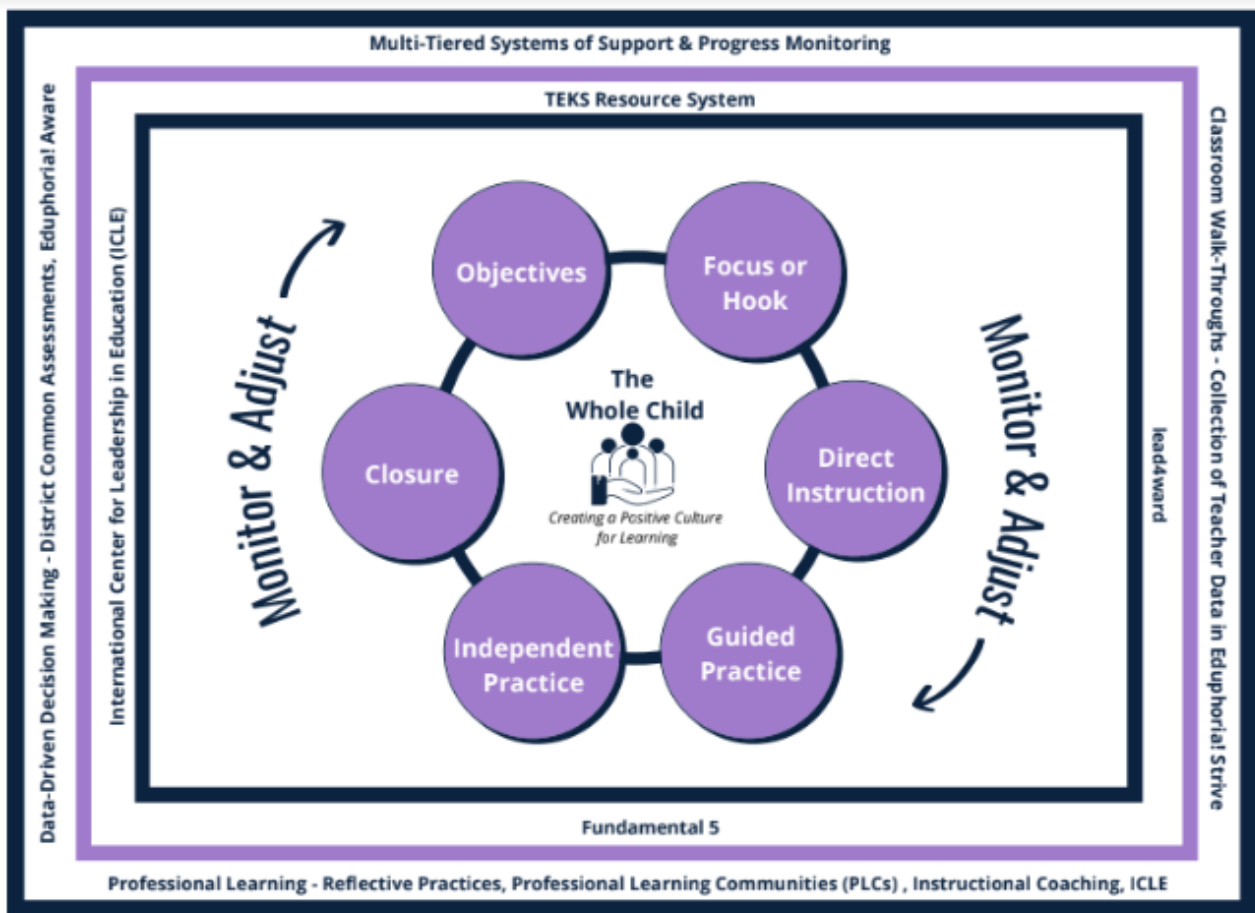 Multi-Tiered Systems of Support & Progress Monitoring
TEKS Resource System
Data-Driven Decision Making - District Common Assessments, Eduphoria! Aware
International Center for Leadership in Education (ICLE)
Monitor & Adjust
Objectives
Focus or
Hook
The
Whole Child
Creating a Positive Culture
for Learning
Closure
Direct
Instruction
Independent
Practice
Guided
Practice
Monitor & Adjust
lead4ward
Classroom Walk-Throughs - Collection of Teacher Data in Eduphoria! Strive
Fundamental 5
Professional Learning - Reflective Practices, Professional Learning Communities (PLCs) , Instructional Coaching, ICLE